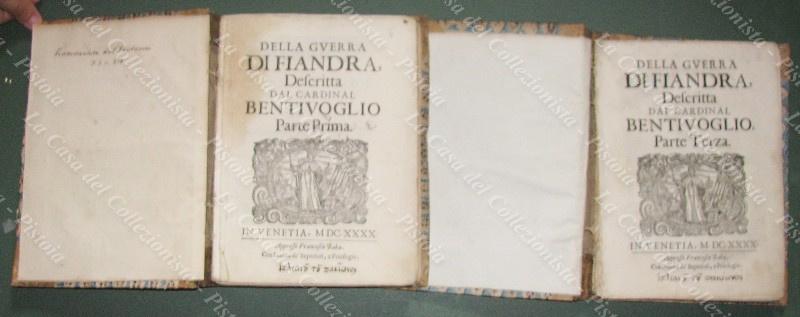 DELLA GVERRA
DI FIANDRA,
Descritta
DAL CARDINAL
BENTIVOGLIO
Parte Prima.
IN VENETIA, M DC XXXX.
Appresso Francesco Baba.
Con licenza de' Superiori, e Priuilegio.
DELLA GVERRA
DI FIANDRA,
Descritta
DAL CARDINAL
BENTIVOGLIO.
Parte Terza.
IN VENETIA, M DC XXXX.
Appresso Francesco Baba.
Con licenza de' Superiori, e Priuilegio.
La Casa del Collezionista - Pistoia